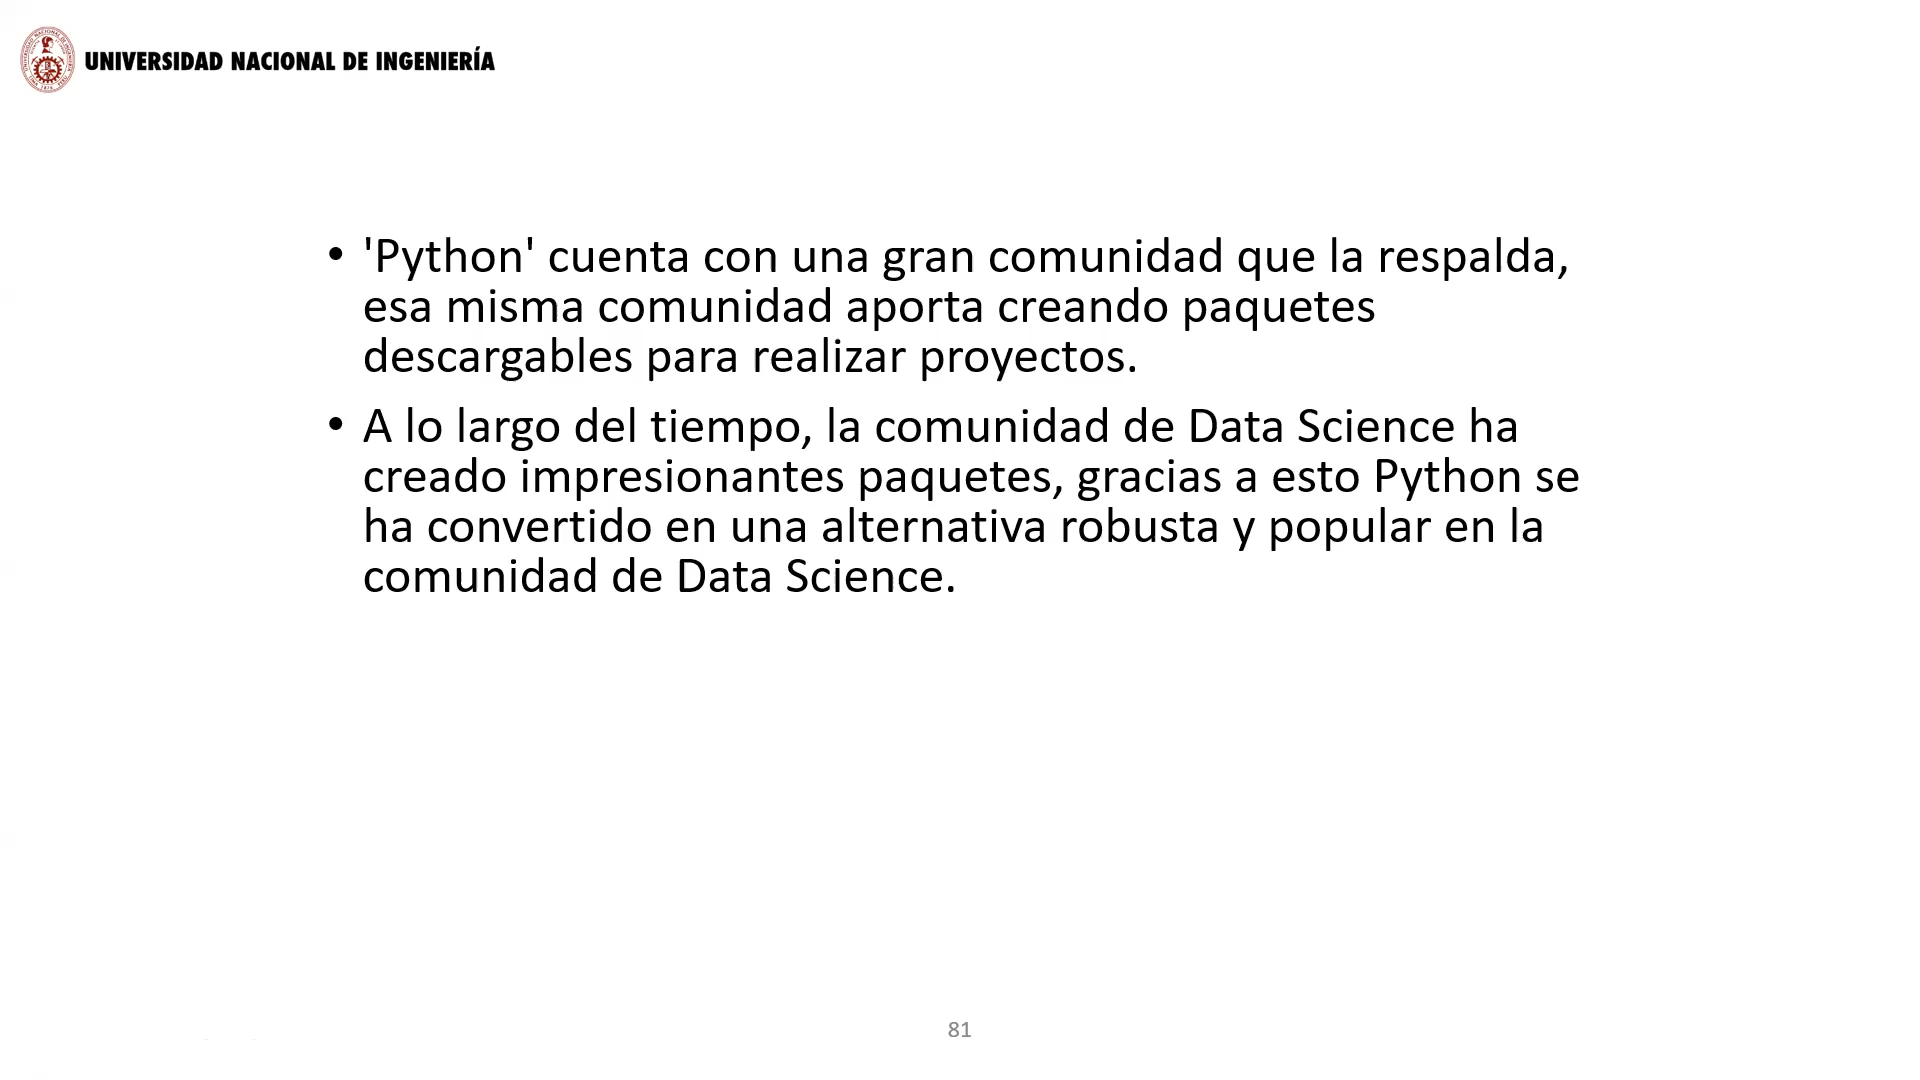 UNIVERSIDAD NACIONAL DE INGENIERÍA
• 'Python' cuenta con una gran comunidad que la respalda,
esa misma comunidad aporta creando paquetes
descargables para realizar proyectos.
• A lo largo del tiempo, la comunidad de Data Science ha
creado impresionantes paquetes, gracias a esto Python se
ha convertido en una alternativa robusta y popular en la
comunidad de Data Science.
81